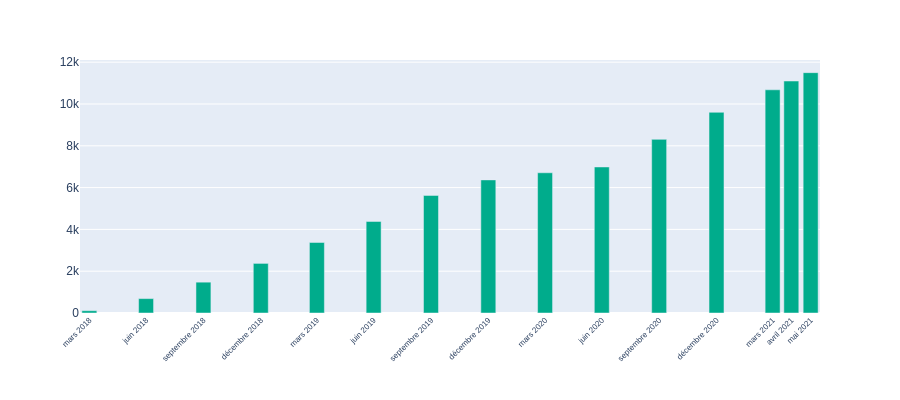 12k
10k
8k
6k
4k
2k
0
mars 2018
juin 2018
septembre 2018
décembre 2018
mars 2019
juin 2019
septembre 2019
décembre 2019
mars 2020
juin 2020
septembre 2020
décembre 2020
mars 2021
avril 2021
mai 2021